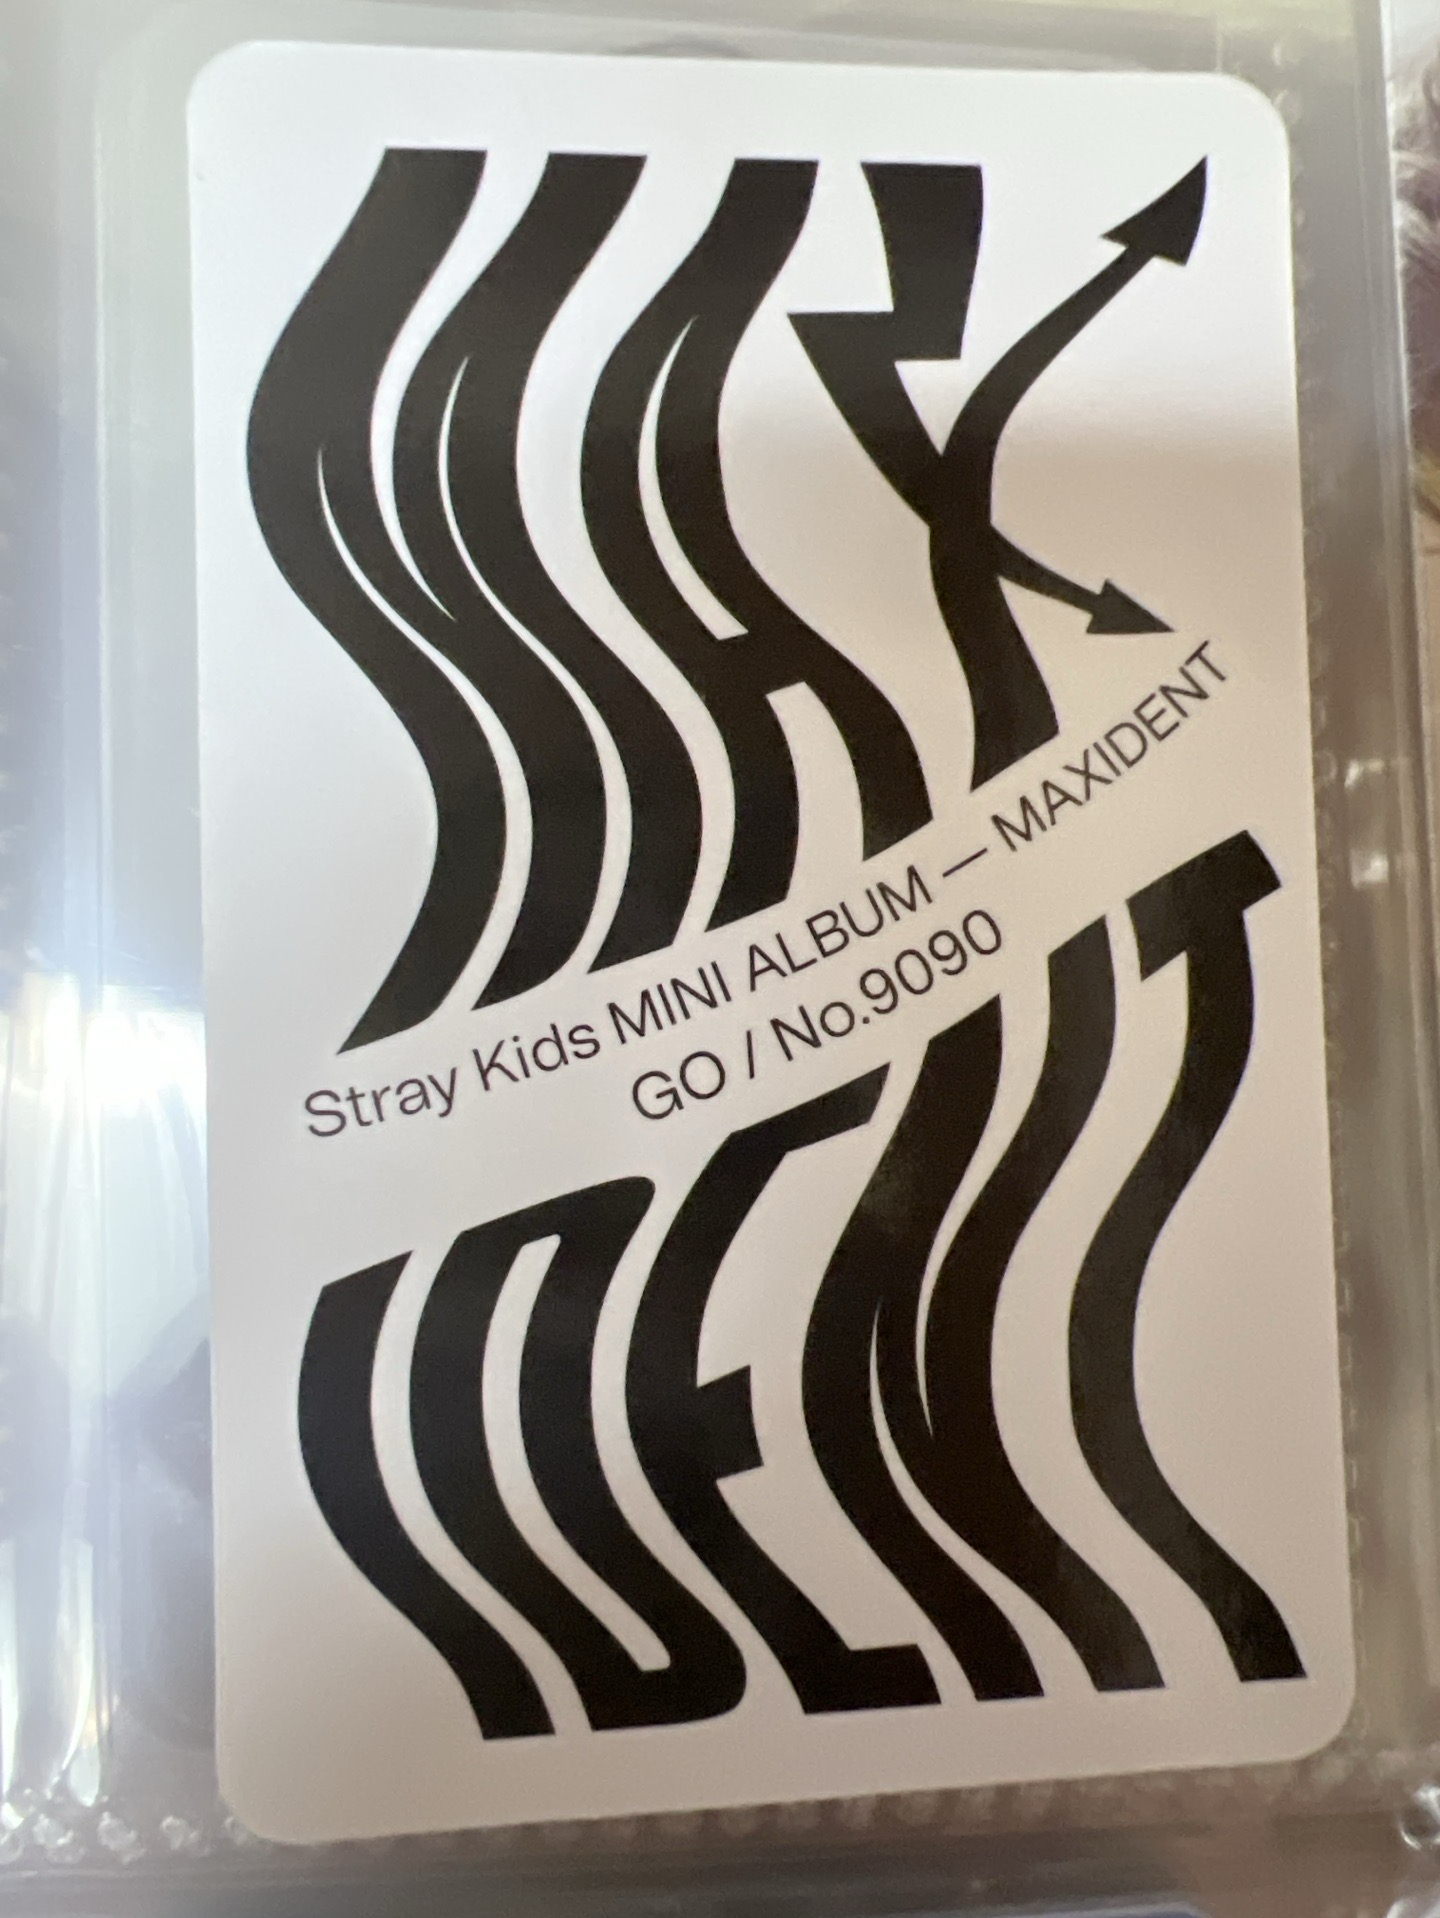 MAX
Stray Kids MINI ALBUM — MAXIDENT
GO / No.9090
IDENT